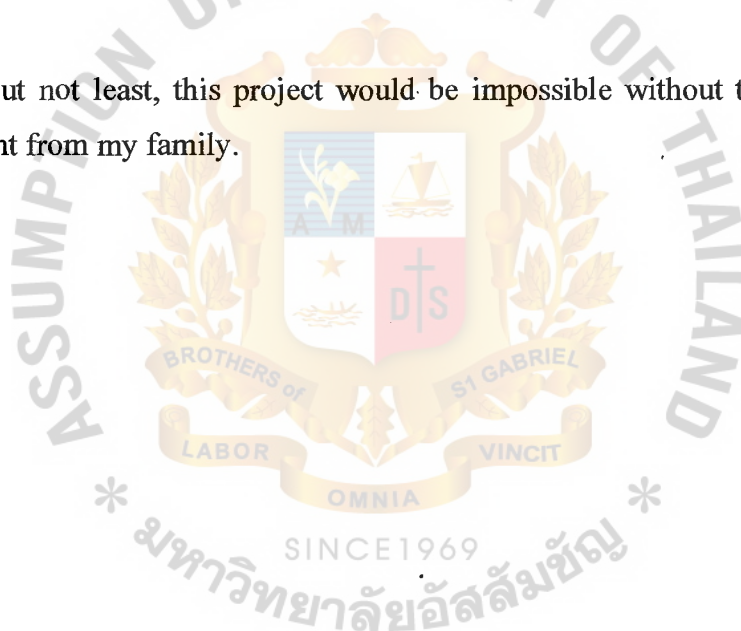 ut not least, this project would be impossible without t
nt from my family.
OF
ASSUMPTION
THAILAND
A M
D S
BROTHERS of
S1 GABRIEL
LABOR
VINCIT
OMNIA
SINCE1969
มหาวิทยาลัยอัสสัมชัญ